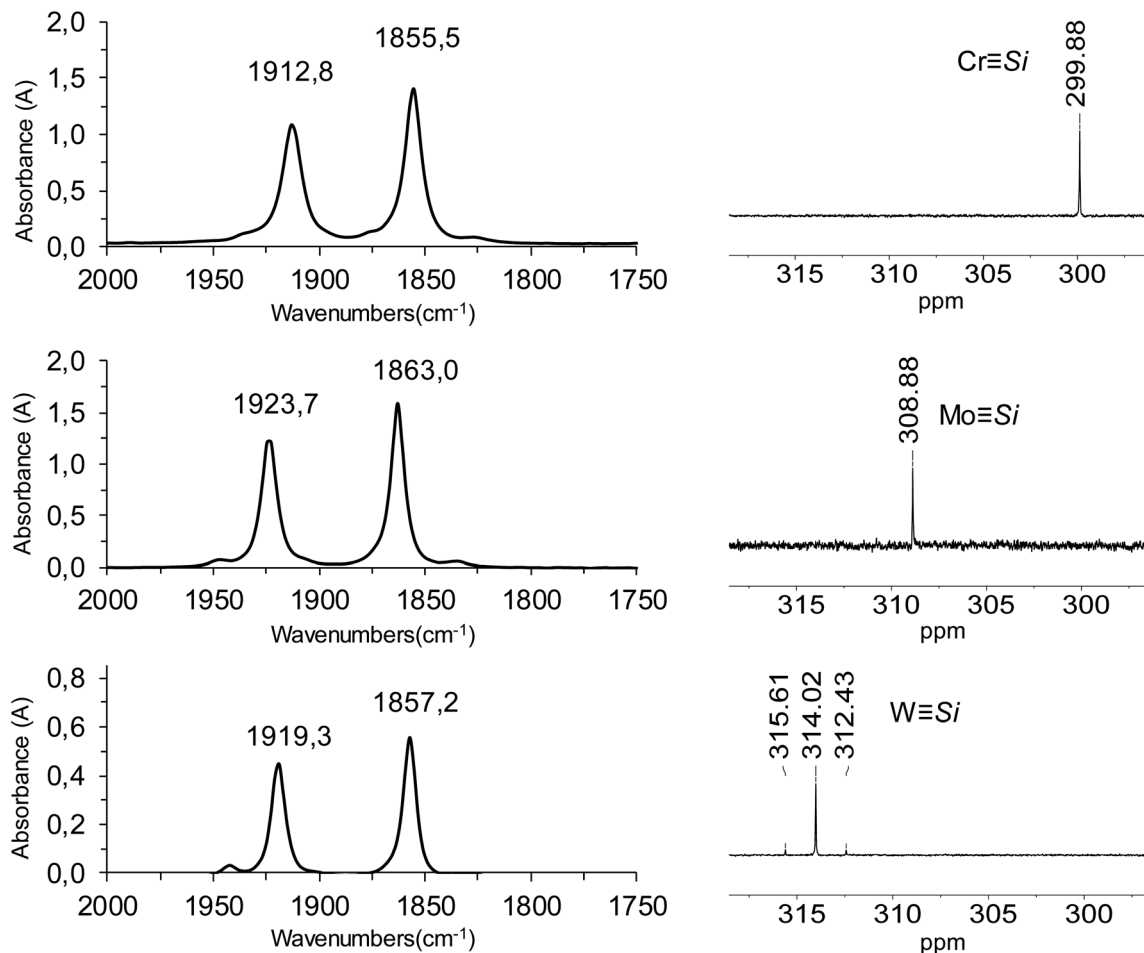 2,0
1,5
1,0
0,5
0,0
Absorbance (A)
1912,8
1855,5
2000 1950 1900 1850 1800 1750
Wavenumbers(cm-1)
Cr≡Si
299.88
315 310 305 300
ppm
2,0
1,5
1,0
0,5
0,0
Absorbance (A)
1923,7
1863,0
2000 1950 1900 1850 1800 1750
Wavenumbers(cm-1)
308.88
Mo≡Si
315 310 305 300
ppm
0,8
0,6
0,4
0,2
0,0
Absorbance (A)
1919,3
1857,2
2000 1950 1900 1850 1800 1750
Wavenumbers(cm-1)
315.61
314.02
312.43
W≡Si
315 310 305 300
ppm